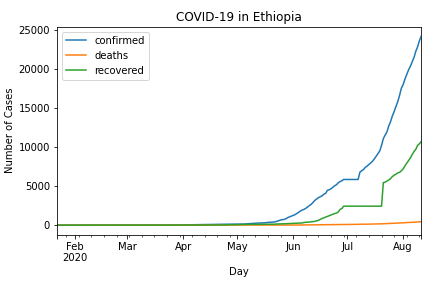 COVID-19 in Ethiopia
confirmed
deaths
recovered
Number of Cases
25000
20000
15000
10000
5000
0
Feb
2020
Mar
Apr
May
Jun
Jul
Aug
Day